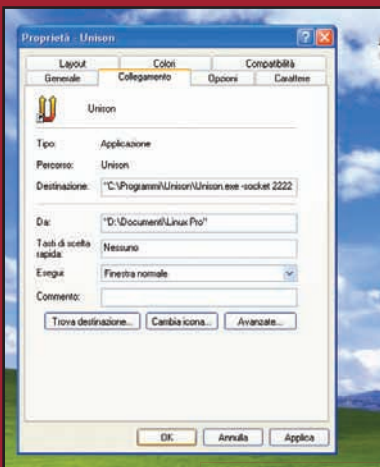 Proprietà - Unison
Layout Colori Compatibilità
Generale Collegamento Opzioni Carattere
Unison
Tipo: Applicazione
Percorso: Unison
Destinazione: "C:\Programmi\Unison\Unison.exe -socket 2222
Da: "D:\Documenti\Linux Pro"
Tasti di scelta
rapida: Nessuno
Esegui: Finestra normale
Commento:
Trova destinazione... Cambia icona... Avanzate...
OK Annulla Applica